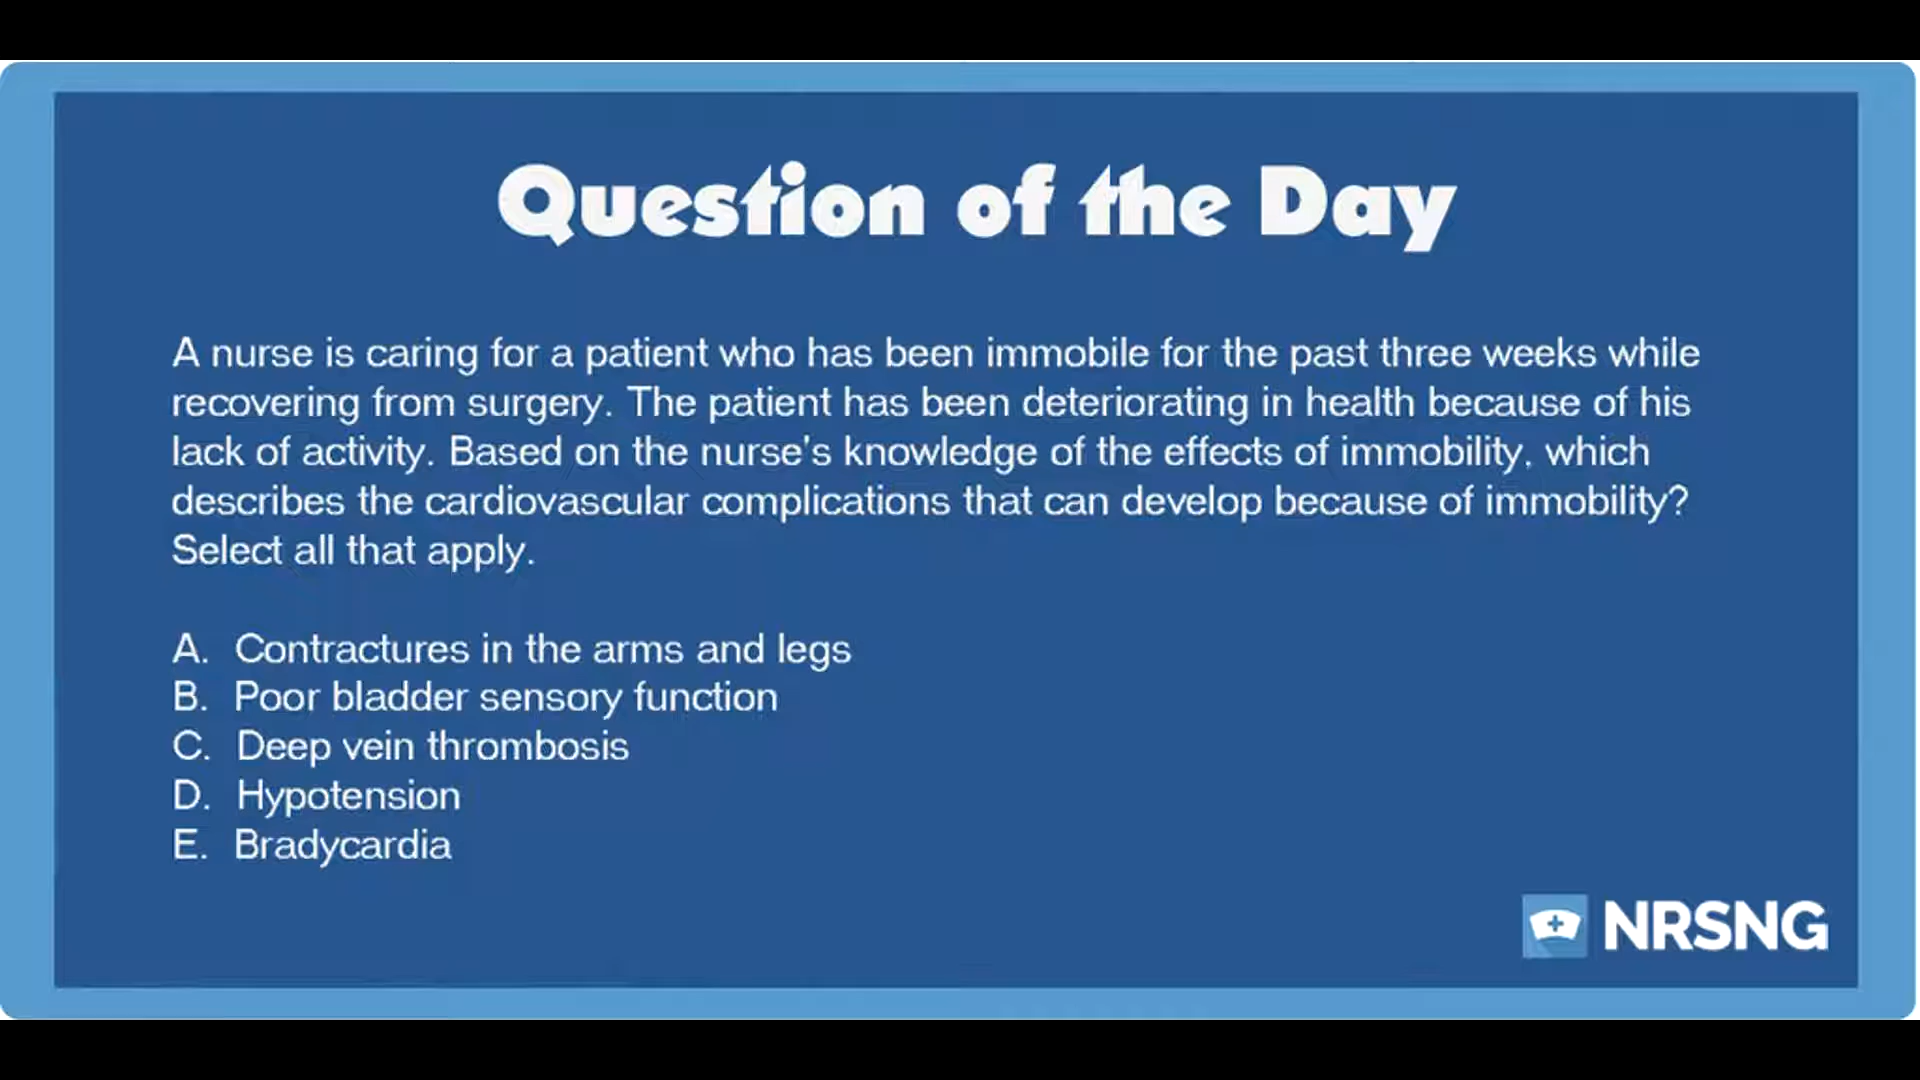 Question of the Day
A nurse is caring for a patient who has been immobile for the past three weeks while
recovering from surgery. The patient has been deteriorating in health because of his
lack of activity. Based on the nurse's knowledge of the effects of immobility, which
describes the cardiovascular complications that can develop because of immobility?
Select all that apply.
A. Contractures in the arms and legs
B. Poor bladder sensory function
C. Deep vein thrombosis
D. Hypotension
E. Bradycardia
NRSNG